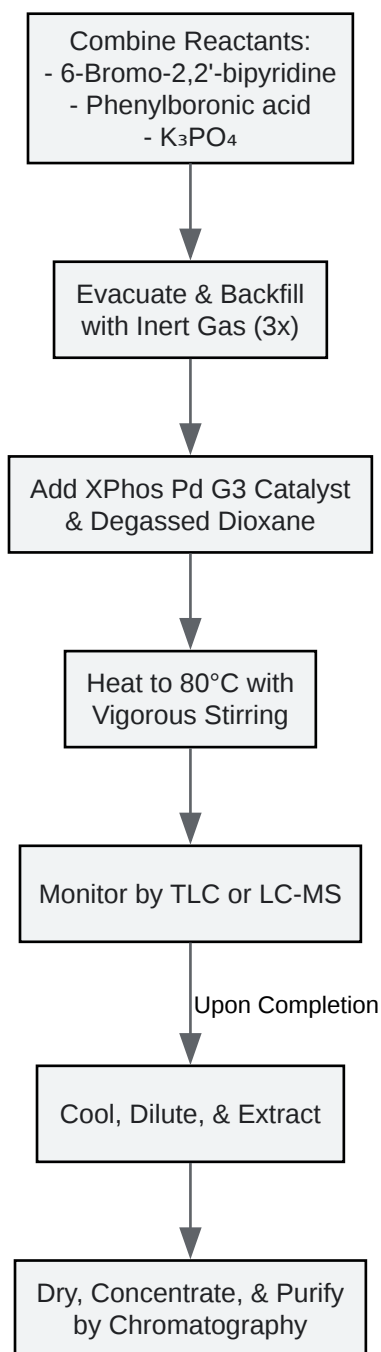 Combine Reactants:
- 6-Bromo-2,2'-bipyridine
- Phenylboronic acid
- K₃PO₄
Evacuate & Backfill
with Inert Gas (3x)
Add XPhos Pd G3 Catalyst
& Degassed Dioxane
Heat to 80°C with
Vigorous Stirring
Monitor by TLC or LC-MS
Upon Completion
Cool, Dilute, & Extract
Dry, Concentrate, & Purify
by Chromatography